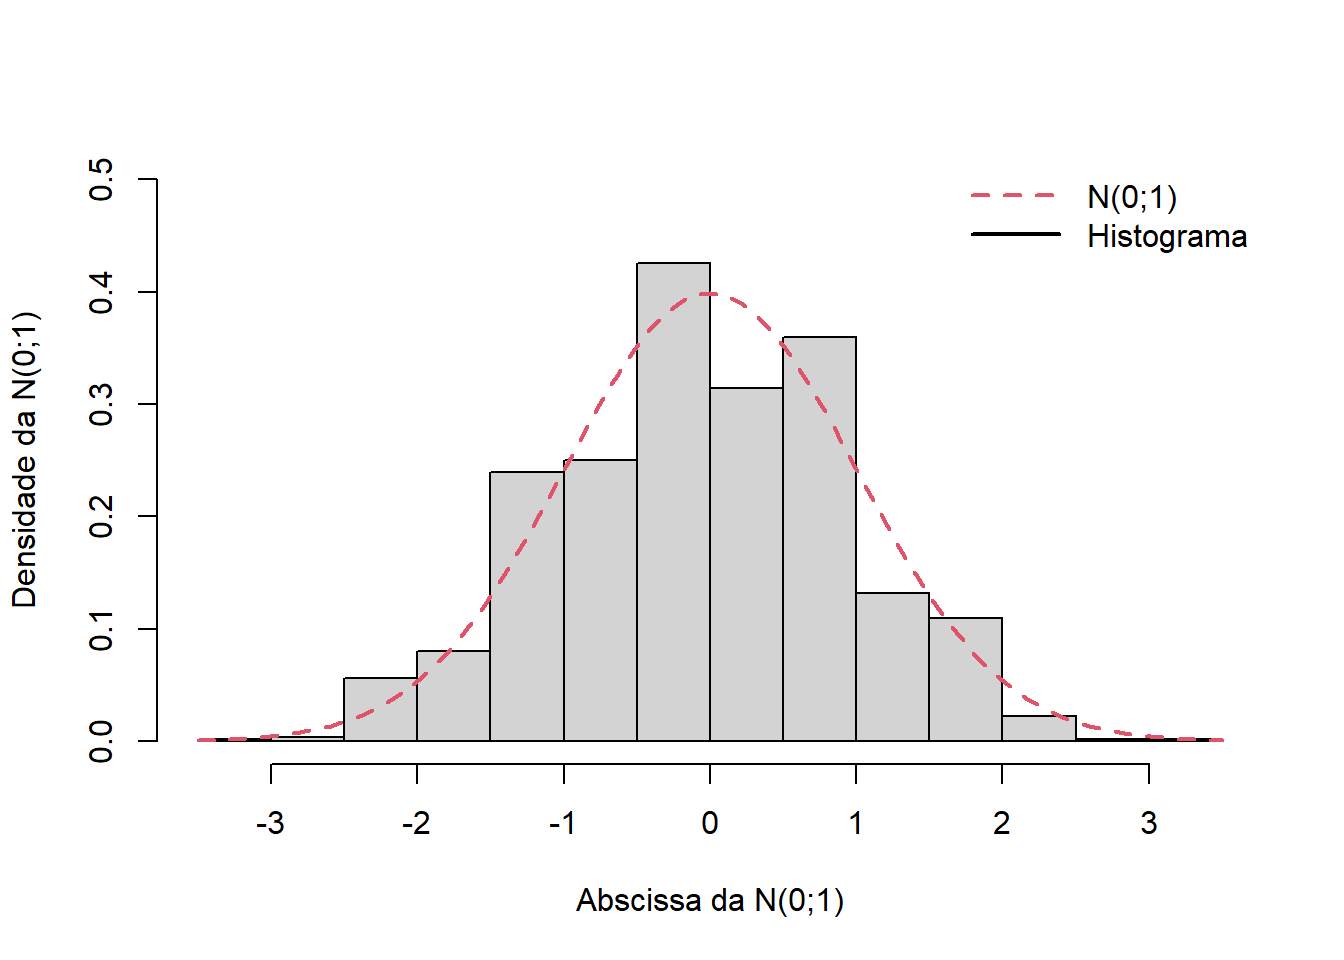 N(0;1)
Histograma
Densidade da N(0;1)
0.5
0.4
0.3
0.2
0.1
0.0
-3 -2 -1 0 1 2 3
Abscissa da N(0;1)